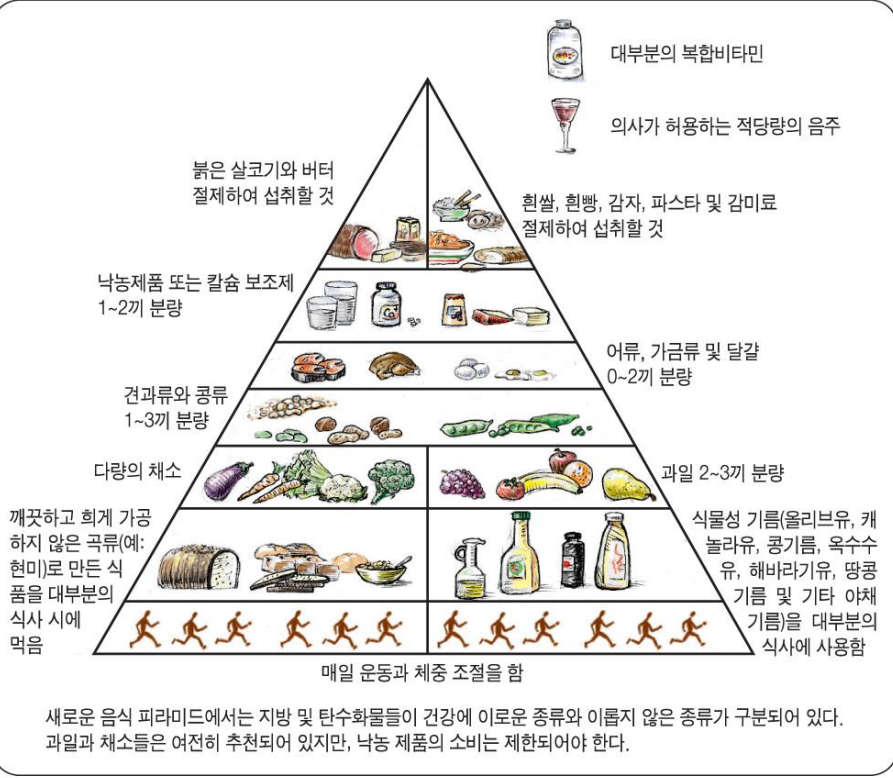 대부분의 복합비타민
의사가 허용하는 적당량의 음주
붉은 살코기와 버터
절제하여 섭취할 것
흰쌀, 흰빵, 감자, 파스타 및 감미료
절제하여 섭취할 것
낙농제품 또는 칼슘 보조제
1~2끼 분량
어류, 가금류 및 달걀
0~2끼 분량
견과류와 콩류
1~3끼 분량
다량의 채소
과일 2~3끼 분량
깨끗하고 희게 가공
하지 않은 곡류(예:
현미)로 만든 식
품을 대부분의
식사 시에
먹음
식물성 기름(올리브유, 캐
놀라유, 콩기름, 옥수수
유, 해바라기유, 땅콩
기름 및 기타 야채
기름)을 대부분의
식사에 사용함
매일 운동과 체중 조절을 함
새로운 음식 피라미드에서는 지방 및 탄수화물들이 건강에 이로운 종류와 이롭지 않은 종류가 구분되어 있다.
과일과 채소들은 여전히 추천되어 있지만, 낙농 제품의 소비는 제한되어야 한다.